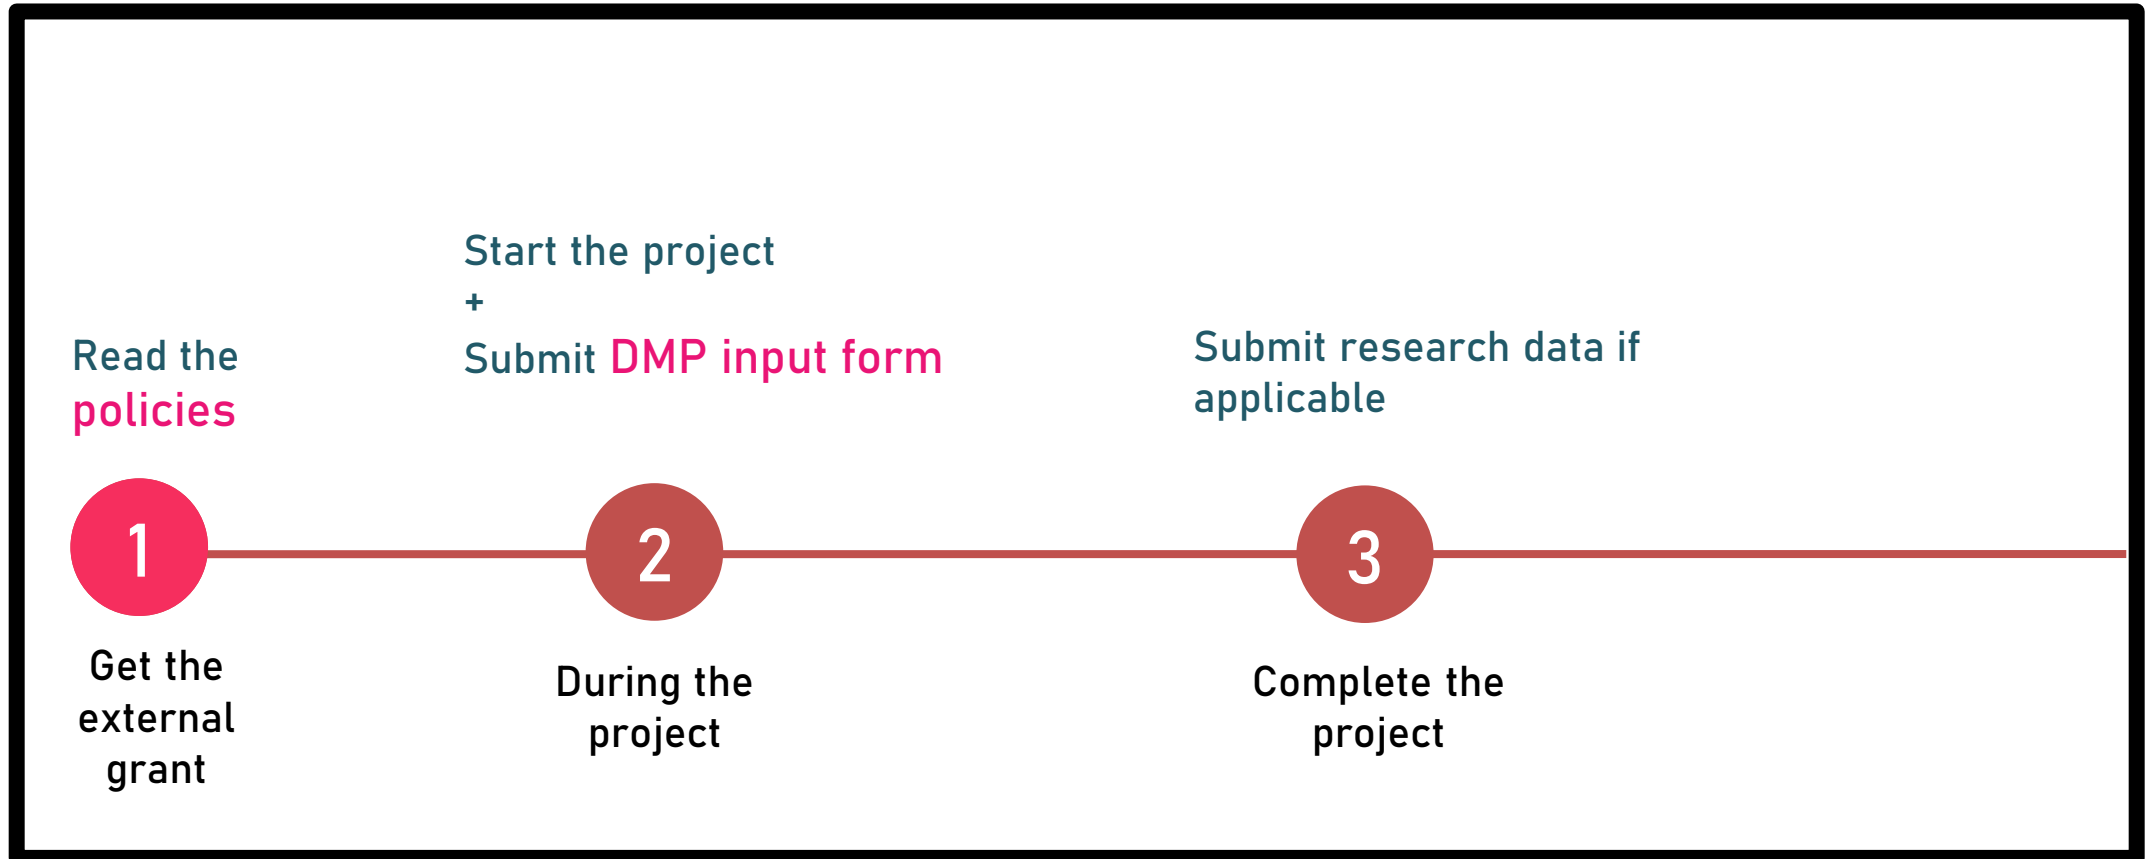 Read the
policies
1
Get the
external
grant
Start the project
+
Submit DMP input form
2
During the
project
Submit research data if
applicable
3
Complete the
project